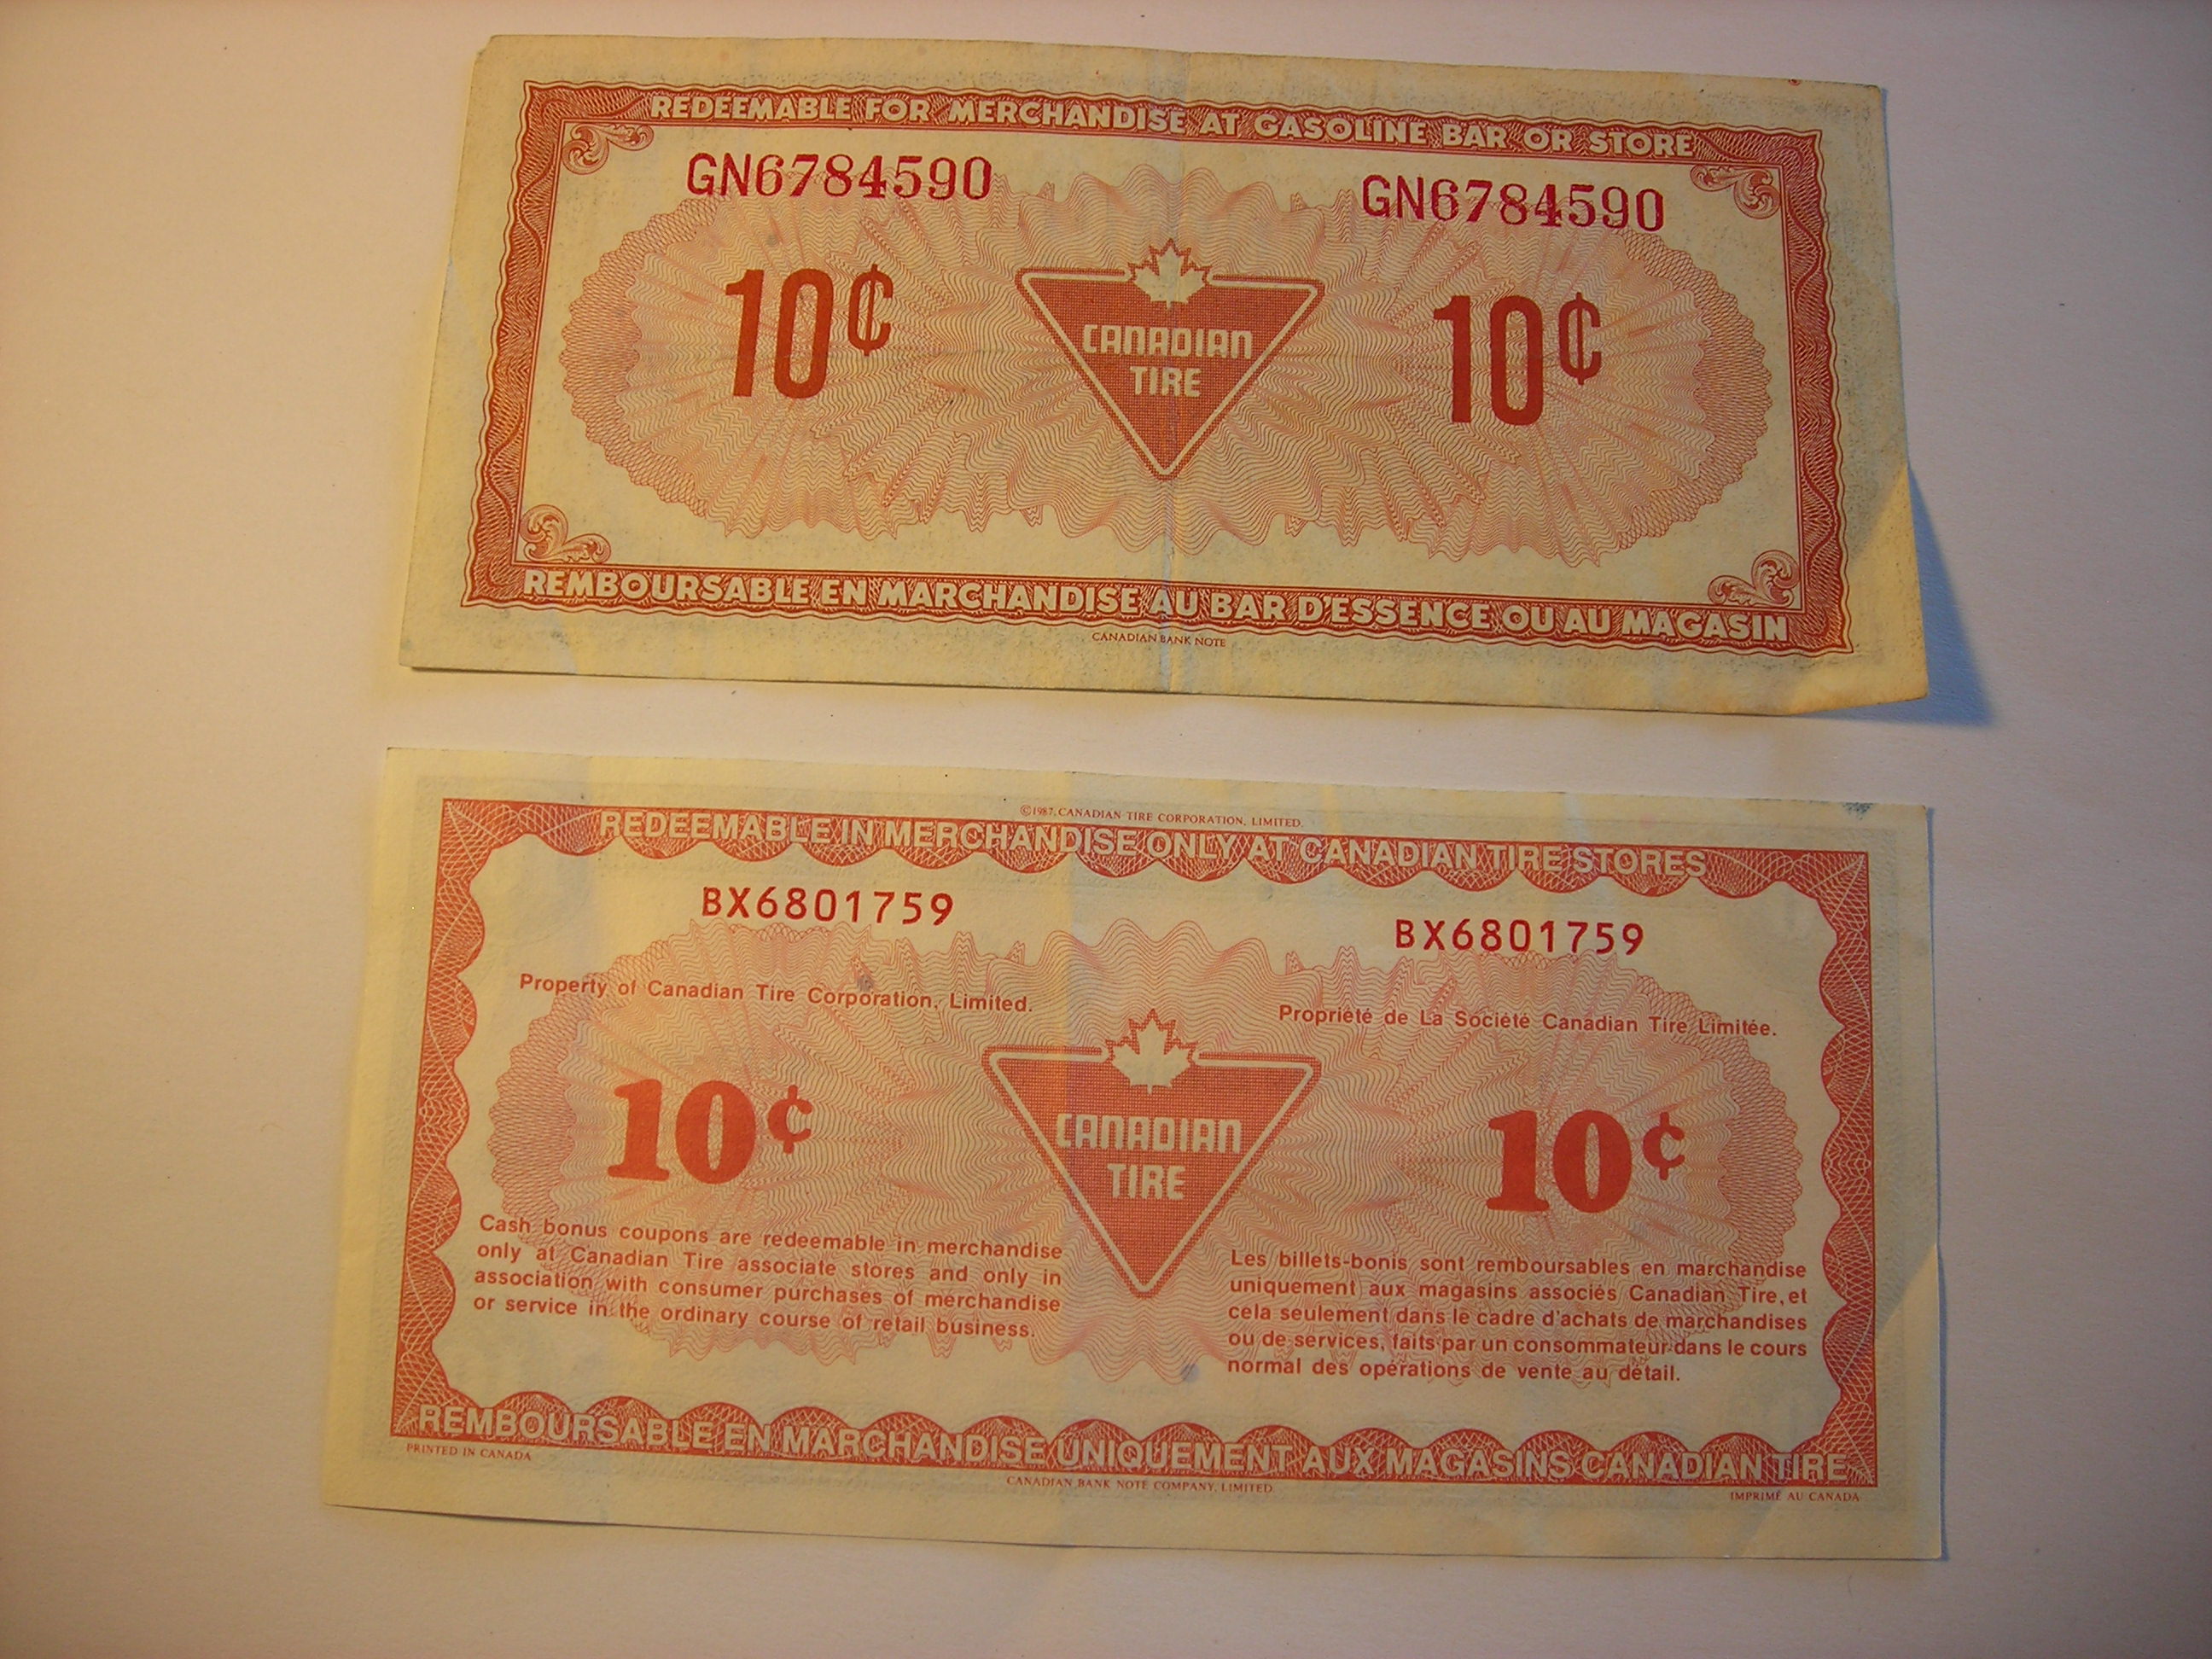 REDEEMABLE FOR MERCHANDISE AT GASOLINE BAR OR STORE
GN6784590
GN6784590
10¢
CANADIAN
TIRE
10¢
REMBOURSABLE EN MARCHANDISE AU BAR D'ESSENCE OU AU MAGASIN
CANADIAN BANK NOTE
©1987, CANADIAN TIRE CORPORATION, LIMITED.
REDEEMABLE IN MERCHANDISE ONLY AT CANADIAN TIRE STORES
BX6801759
BX6801759
Property of Canadian Tire Corporation, Limited.
Propriété de La Société Canadian Tire Limitée.
10¢
CANADIAN
TIRE
10¢
Cash bonus coupons are redeemable in merchandise
only at Canadian Tire associate stores and only in
association with consumer purchases of merchandise
or service in the ordinary course of retail business.
Les billets-bonis sont remboursables en marchandise
uniquement aux magasins associés Canadian Tire, et
cela seulement dans le cadre d'achats de marchandises
ou de services, faits par un consommateur dans le cours
normal des opérations de vente au détail.
REMBOURSABLE EN MARCHANDISE UNIQUEMENT AUX MAGASINS CANADIAN TIRE
PRINTED IN CANADA
CANADIAN BANK NOTE COMPANY, LIMITED.
IMPRIMÉ AU CANADA